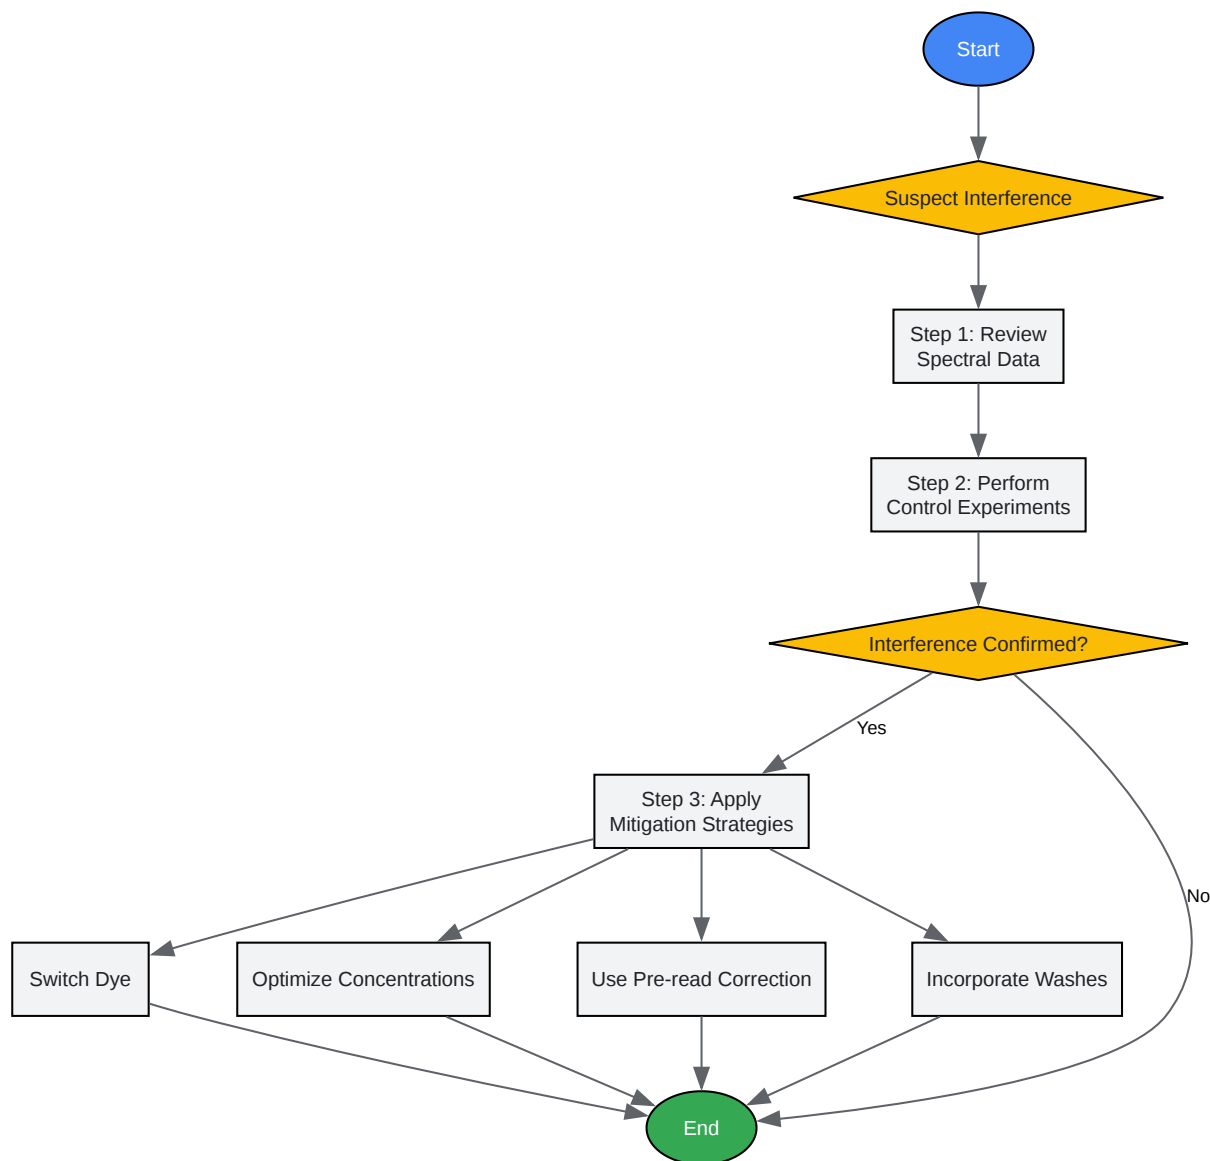 Start
Suspect Interference
Step 1: Review
Spectral Data
Step 2: Perform
Control Experiments
Interference Confirmed?
Yes
Step 3: Apply
Mitigation Strategies
No
Switch Dye
Optimize Concentrations
Use Pre-read Correction
Incorporate Washes
End